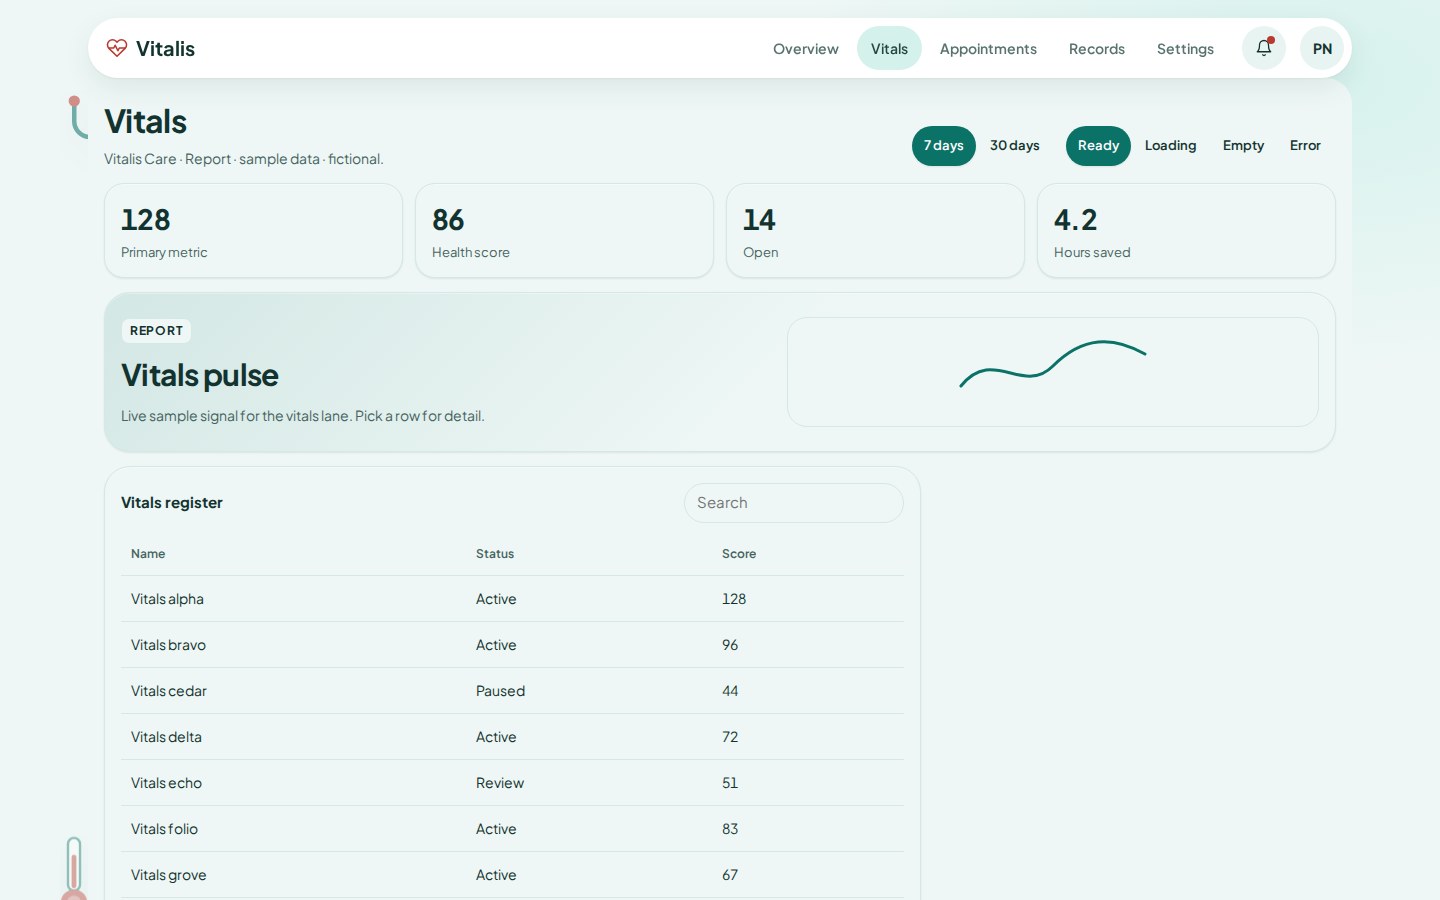 Vitalis
Overview Vitals Appointments Records Settings PN
Vitals
Vitalis Care · Report · sample data · fictional.
7 days 30 days Ready Loading Empty Error
128 86 14 4.2
Primary metric Health score Open Hours saved
REPORT
Vitals pulse
Live sample signal for the vitals lane. Pick a row for detail.
Vitals register Search
Name Status Score
Vitals alpha Active 128
Vitals bravo Active 96
Vitals cedar Paused 44
Vitals delta Active 72
Vitals echo Review 51
Vitals folio Active 83
Vitals grove Active 67